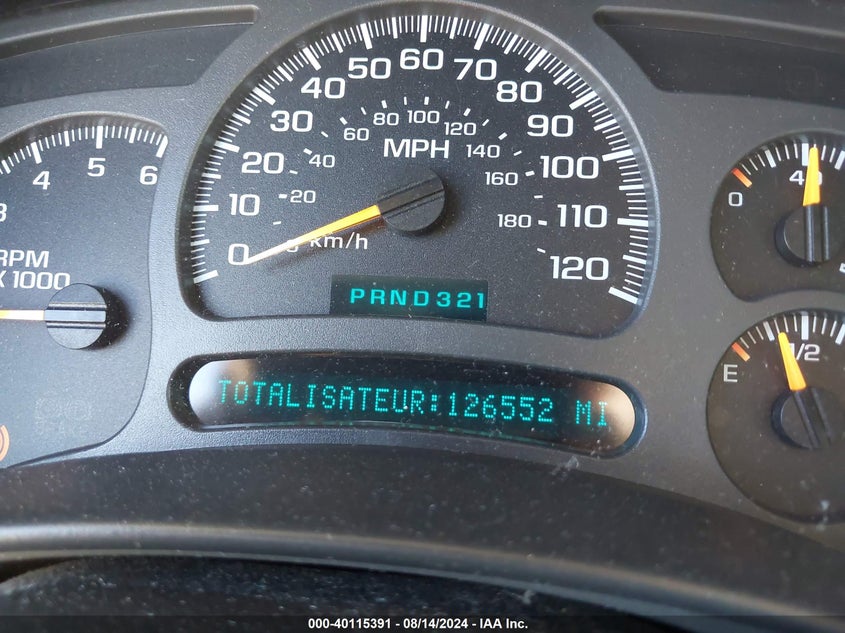 60
50 70
40 80
30 90
20 100
10 110
0 120
100
80 120
60 140
40 160
20 180
MPH
km/h
PRND321
TOTALISATEUR:126552 MI
3 4 5 6
RPM
X 1000
0 40
E 1/2
000-40115391 - 08/14/2024 - IAA Inc.